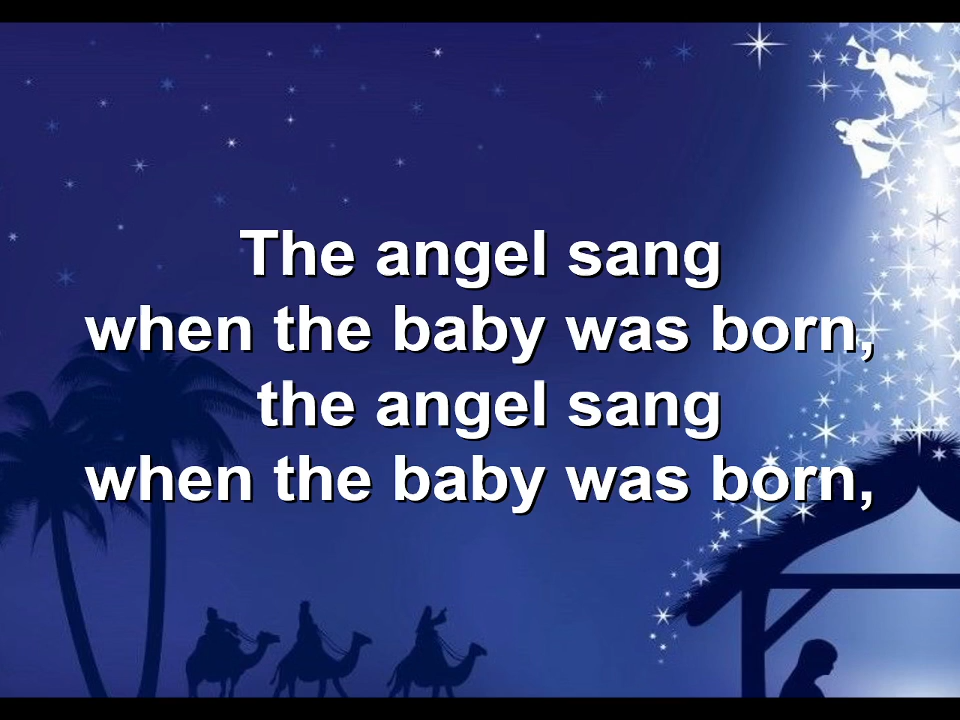 The angel sang
when the baby was born,
the angel sang
when the baby was born,